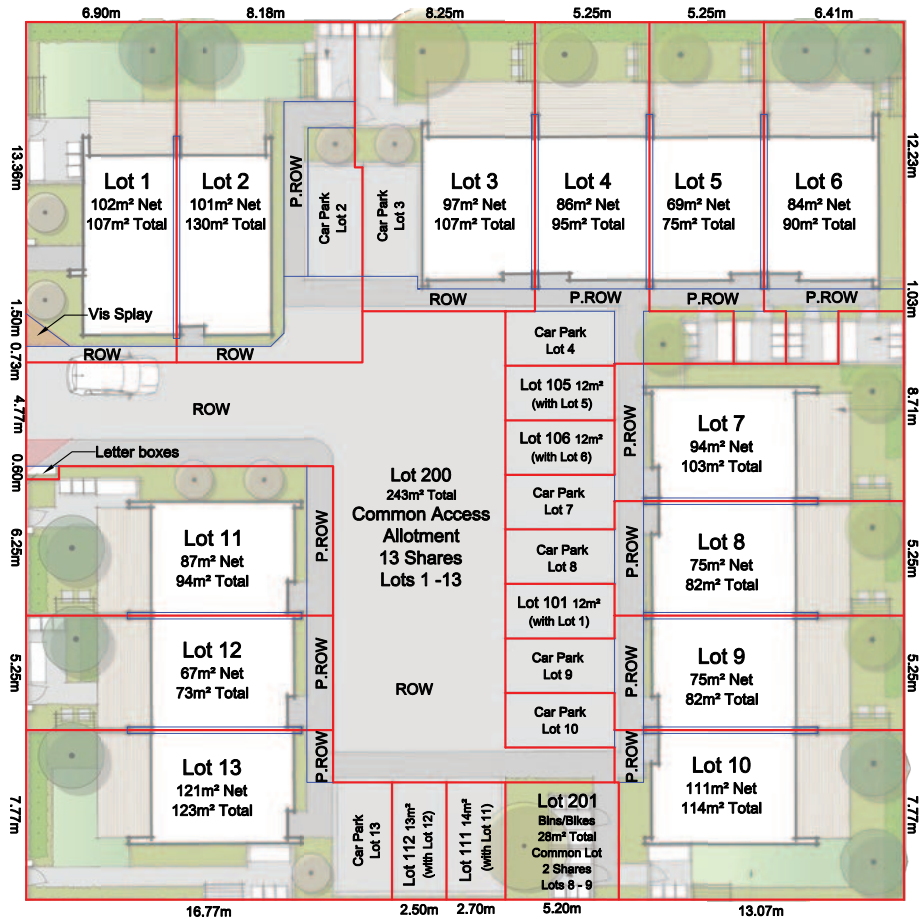 6.90m
8.18m
8.25m
5.25m
5.25m
6.41m
13.36m
1.50m
0.73m
4.77m
0.60m
6.25m
5.25m
7.77m
Lot 1
102m² Net
107m² Total
Lot 2
101m² Net
130m² Total
P.ROW
Car Park
Lot 2
Car Park
Lot 3
Lot 3
97m² Net
107m² Total
Lot 4
86m² Net
95m² Total
Lot 5
69m² Net
75m² Total
Lot 6
84m² Net
90m² Total
12.23m
1.03m
8.71m
5.25m
5.25m
7.77m
ROW
P.ROW
P.ROW
P.ROW
Vis Splay
ROW
ROW
ROW
Letter boxes
Car Park
Lot 4
Lot 105 12m²
(with Lot 5)
Lot 106 12m²
(with Lot 6)
Car Park
Lot 7
Car Park
Lot 8
Lot 101 12m²
(with Lot 1)
Car Park
Lot 9
Car Park
Lot 10
P.ROW
P.ROW
P.ROW
P.ROW
Lot 7
94m² Net
103m² Total
Lot 8
75m² Net
82m² Total
Lot 9
75m² Net
82m² Total
Lot 10
111m² Net
114m² Total
Lot 200
243m² Total
Common Access
Allotment
13 Shares
Lots 1 -13
ROW
Lot 11
87m² Net
94m² Total
P.ROW
Lot 12
67m² Net
73m² Total
P.ROW
Lot 13
121m² Net
123m² Total
P.ROW
Car Park
Lot 13
Lot 112 13m²
(with Lot 12)
Lot 111 14m²
(with Lot 11)
Lot 201
Bins/Bikes
28m² Total
Common Lot
2 Shares
Lots 8 - 9
16.77m
2.50m
2.70m
5.20m
13.07m